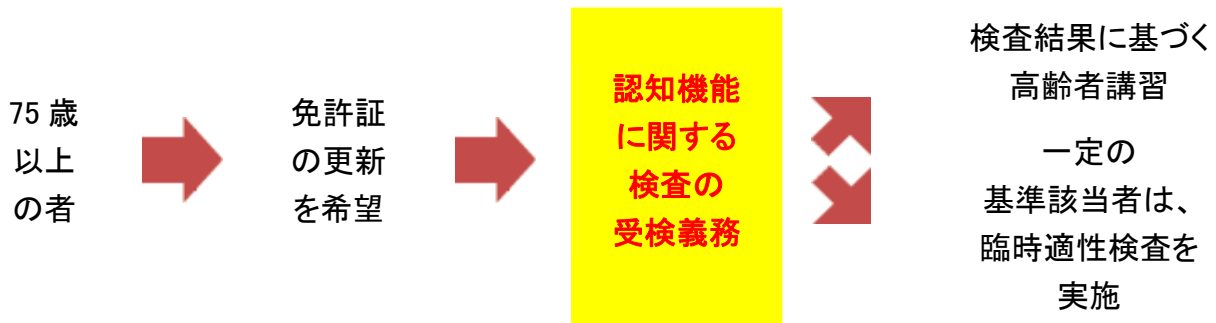 75 歳
以上
の者
免許証
の更新
を希望
認知機能
に関する
検査の
受検義務
検査結果に基づく
高齢者講習
一定の
基準該当者は、
臨時適性検査を
実施